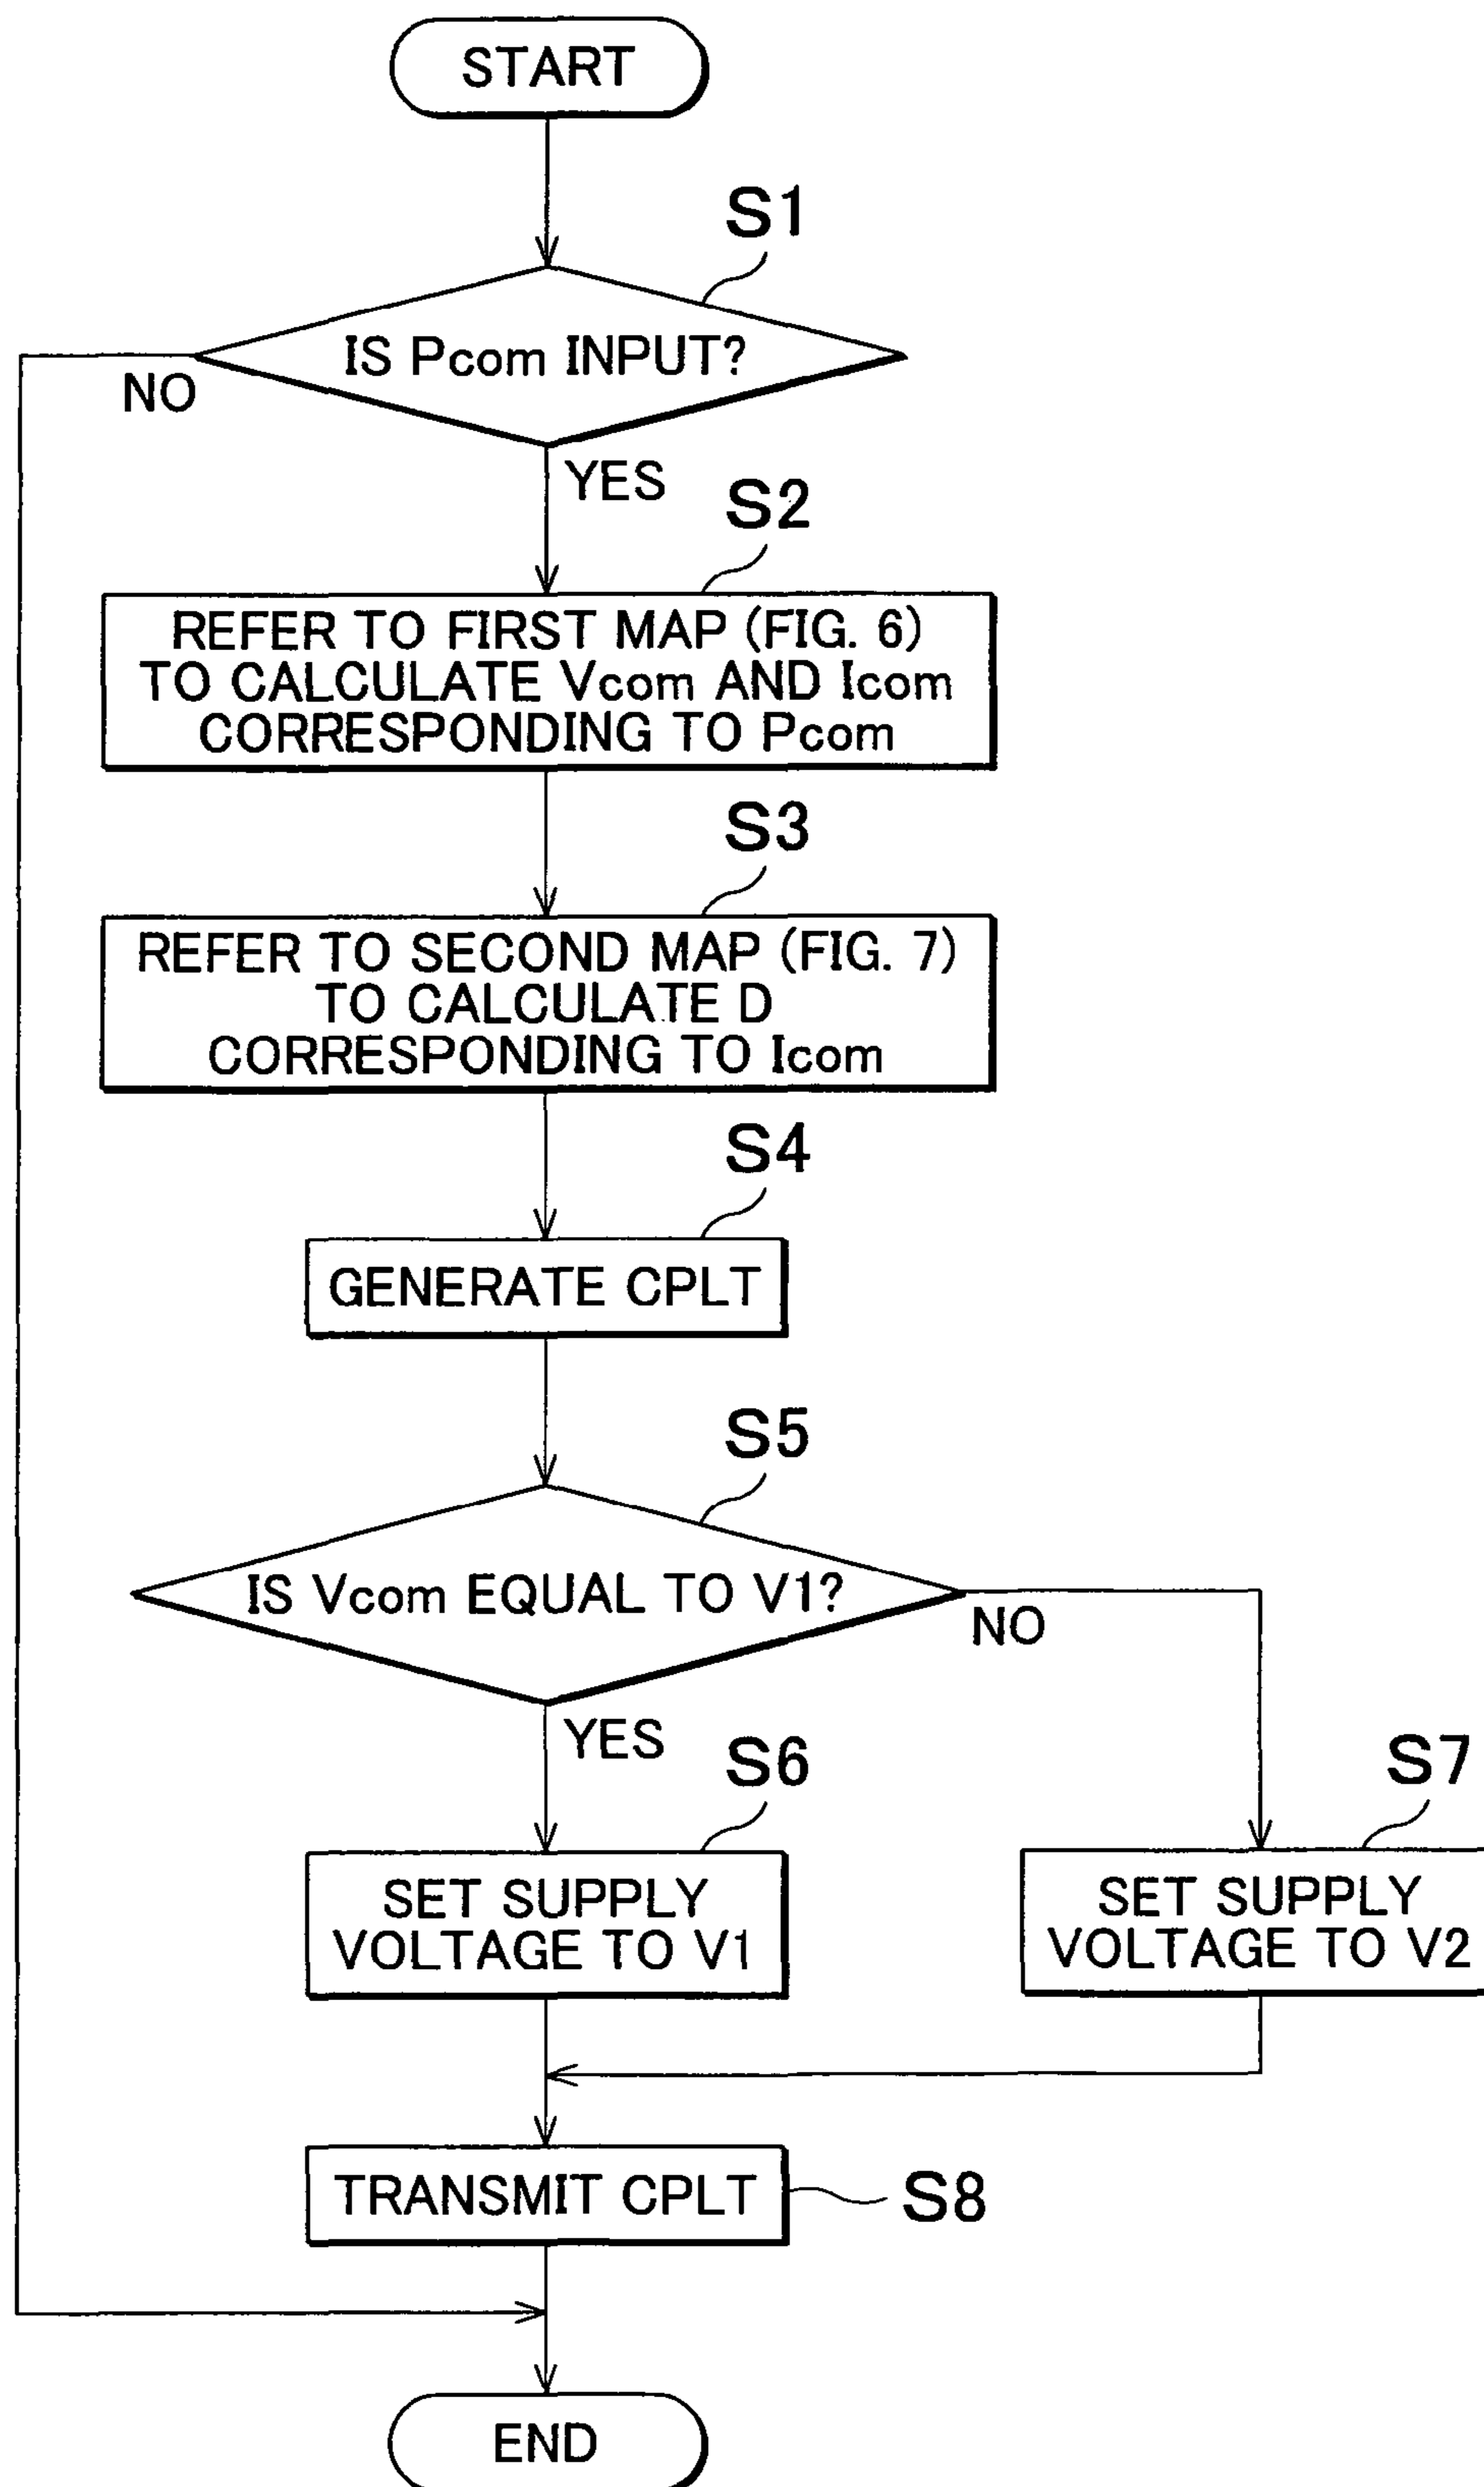 START
S1
IS Pcom INPUT?
NO
YES
S2
REFER TO FIRST MAP (FIG. 6)
TO CALCULATE Vcom AND Icom
CORRESPONDING TO Pcom
S3
REFER TO SECOND MAP (FIG. 7)
TO CALCULATE D
CORRESPONDING TO Icom
S4
GENERATE CPLT
S5
IS Vcom EQUAL TO V1?
NO
YES
S6
SET SUPPLY
VOLTAGE TO V1
S7
SET SUPPLY
VOLTAGE TO V2
TRANSMIT CPLT
S8
END